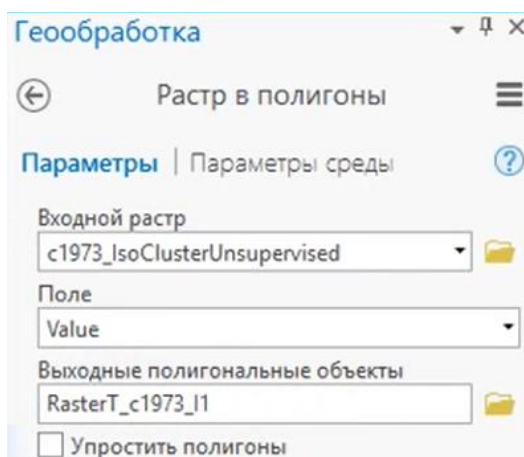 Геообработка
Растр в полигоны
Параметры | Параметры среды
Входной растр
c1973_IsoClusterUnsupervised
Поле
Value
Выходные полигональные объекты
RasterT_c1973_I1
Упростить полигоны